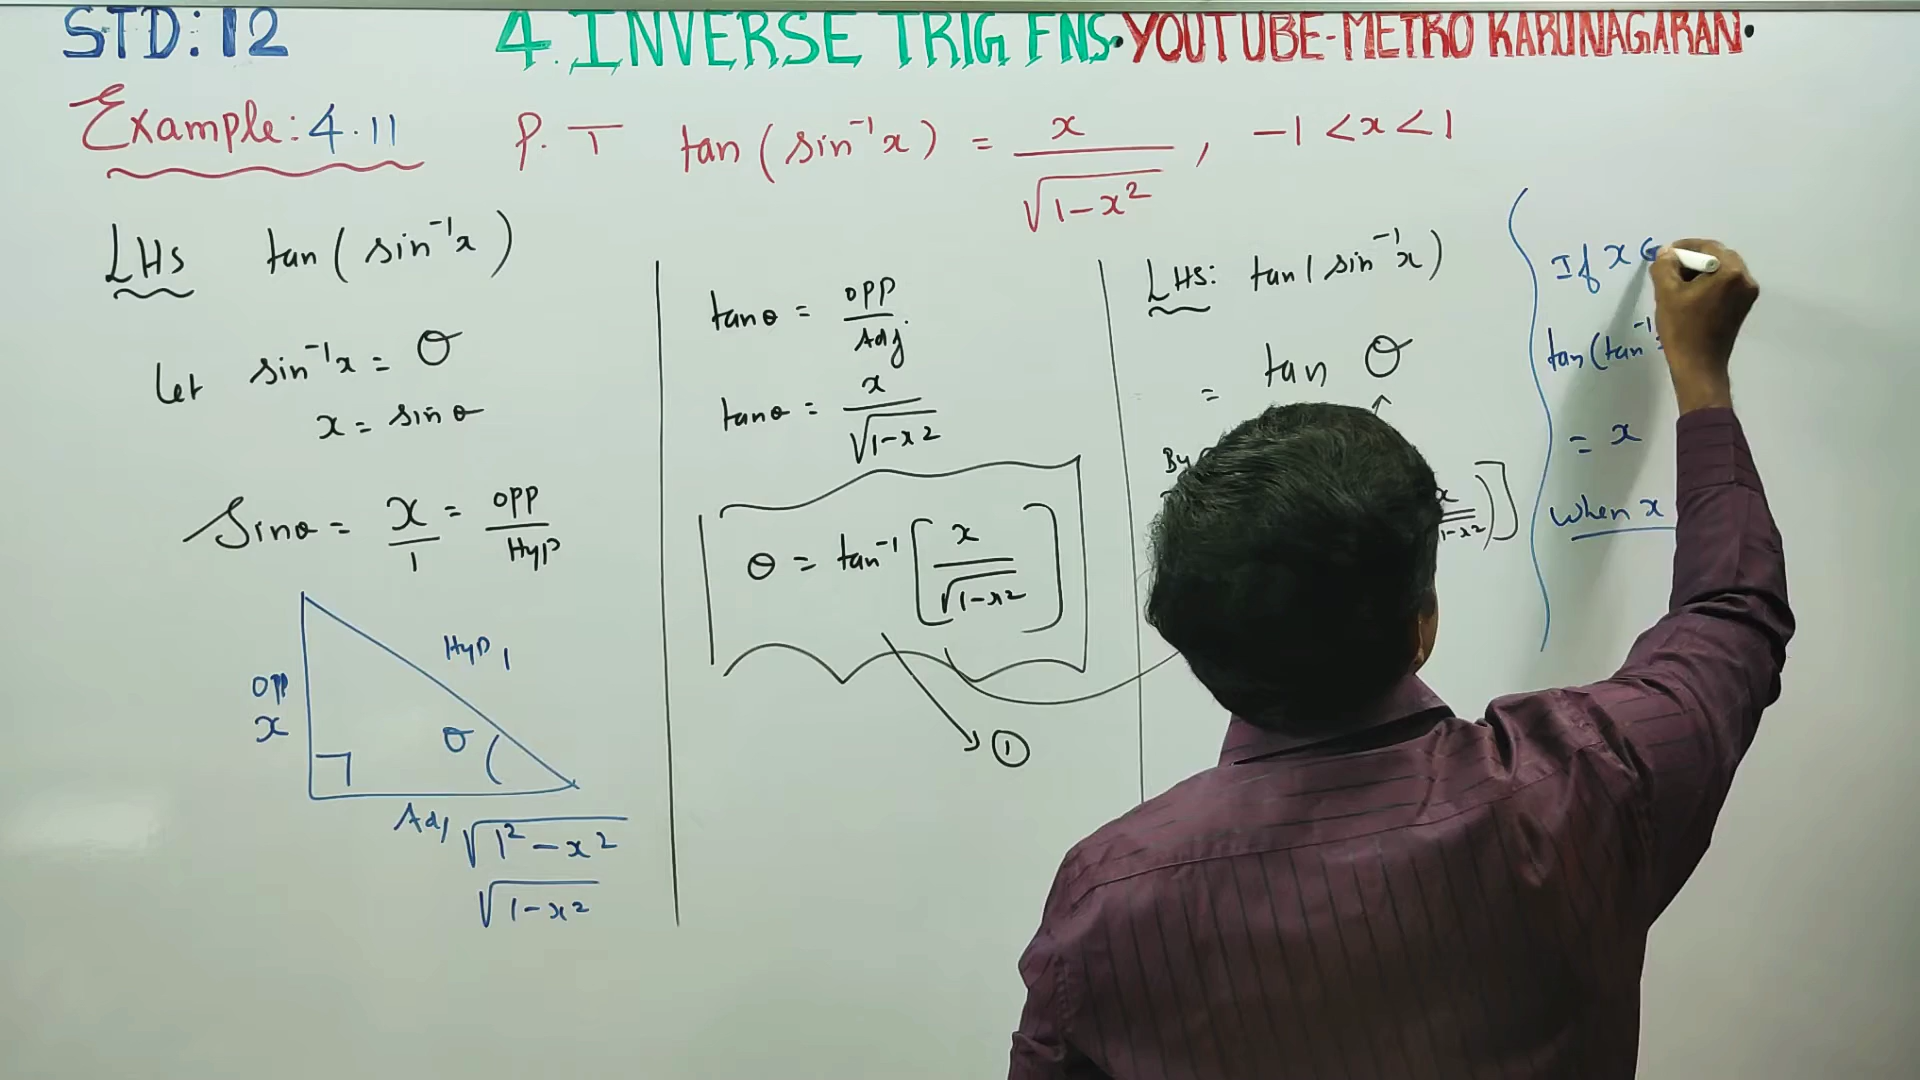 STD: 12 4. INVERSE TRIG FNS. YOUTUBE-METRO KARUNAGARAN.
Example: 4.11 P.T tan(sin⁻¹x) = x/√(1-x²), -1 < x < 1
LHS tan(sin⁻¹x)
Let sin⁻¹x = θ
x = sin θ
Sinθ = x/1 = opp/Hyp
Hyp 1
opp
x
θ
Adj √(1²-x²)
√(1-x²)
tanθ = opp/Adj.
tanθ = x/√(1-x²)
θ = tan⁻¹[x/√(1-x²)]
①
LHS: tan(sin⁻¹x)
= tan θ
By
If x
tan(tan⁻¹
= x
when x